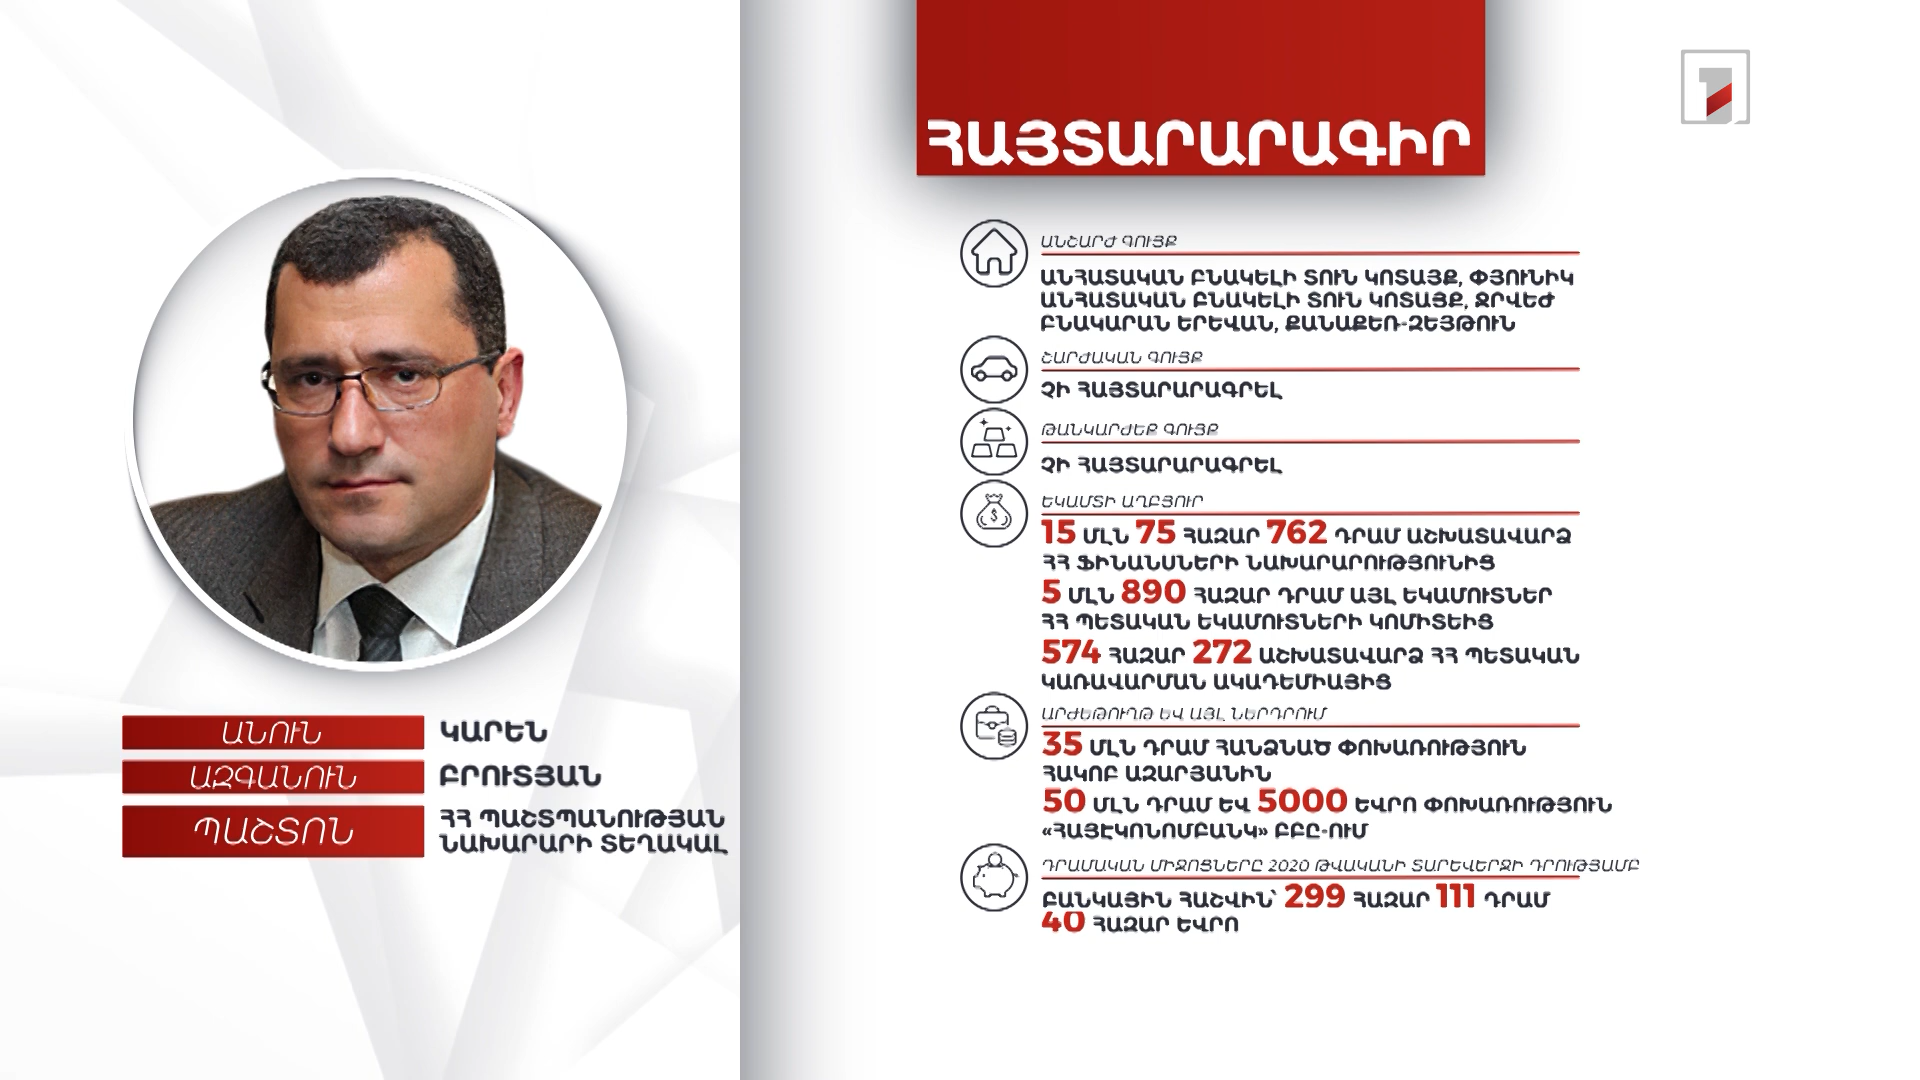 ՀԱՅՏԱՐԱՐԱԳԻՐ
ԱՆՇԱՐԺ ԳՈՒՅՔ
ԱՆՀԱՏԱԿԱՆ ԲՆԱԿԵԼԻ ՏՈՒՆ ԿՈՏԱՅՔ, ՓՅՈՒՆԻԿ
ԱՆՀԱՏԱԿԱՆ ԲՆԱԿԵԼԻ ՏՈՒՆ ԿՈՏԱՅՔ, ՋՐՎԵԺ
ԲՆԱԿԱՐԱՆ ԵՐԵՎԱՆ, ՔԱՆԱՔԵՌ-ԶԵՅԹՈՒՆ
ՇԱՐԺԱԿԱՆ ԳՈՒՅՔ
ՉԻ ՀԱՅՏԱՐԱՐԱԳՐԵԼ
ԹԱՆԿԱՐԺԵՔ ԳՈՒՅՔ
ՉԻ ՀԱՅՏԱՐԱՐԱԳՐԵԼ
ԵԿԱՄՏԻ ԱՂԲՅՈՒՐ
15 ՄԼՆ 75 ՀԱԶԱՐ 762 ԴՐԱՄ ԱՇԽԱՏԱՎԱՐՁ
ՀՀ ՖԻՆԱՆՍՆԵՐԻ ՆԱԽԱՐԱՐՈՒԹՅՈՒՆԻՑ
5 ՄԼՆ 890 ՀԱԶԱՐ ԴՐԱՄ ԱՅԼ ԵԿԱՄՈՒՏՆԵՐ
ՀՀ ՊԵՏԱԿԱՆ ԵԿԱՄՈՒՏՆԵՐԻ ԿՈՄԻՏԵԻՑ
574 ՀԱԶԱՐ 272 ԱՇԽԱՏԱՎԱՐՁ ՀՀ ՊԵՏԱԿԱՆ
ԿԱՌԱՎԱՐՄԱՆ ԱԿԱԴԵՄԻԱՅԻՑ
ԱՐԺԵԹՈՒՂԹ ԵՎ ԱՅԼ ՆԵՐԴՐՈՒՄ
35 ՄԼՆ ԴՐԱՄ ՀԱՆՁՆԱԾ ՓՈԽԱՌՈՒԹՅՈՒՆ
ՀԱԿՈԲ ԱԶԱՐՅԱՆԻՆ
50 ՄԼՆ ԴՐԱՄ ԵՎ 5000 ԵՎՐՈ ՓՈԽԱՌՈՒԹՅՈՒՆ
«ՀԱՅԷԿՈՆՈՄԲԱՆԿ» ԲԲԸ-ՈՒՄ
ԴՐԱՄԱԿԱՆ ՄԻՋՈՑՆԵՐԸ 2020 ԹՎԱԿԱՆԻ ՏԱՐԵՎԵՐՋԻ ԴՐՈՒԹՅԱՄԲ
ԲԱՆԿԱՅԻՆ ՀԱՇՎԻՆ՝ 299 ՀԱԶԱՐ 111 ԴՐԱՄ
40 ՀԱԶԱՐ ԵՎՐՈ
ԱՆՈՒՆ ԿԱՐԵՆ
ԱԶԳԱՆՈՒՆ ԲՐՈՒՏՅԱՆ
ՊԱՇՏՈՆ ՀՀ ՊԱՇՏՊԱՆՈՒԹՅԱՆ
ՆԱԽԱՐԱՐԻ ՏԵՂԱԿԱԼ